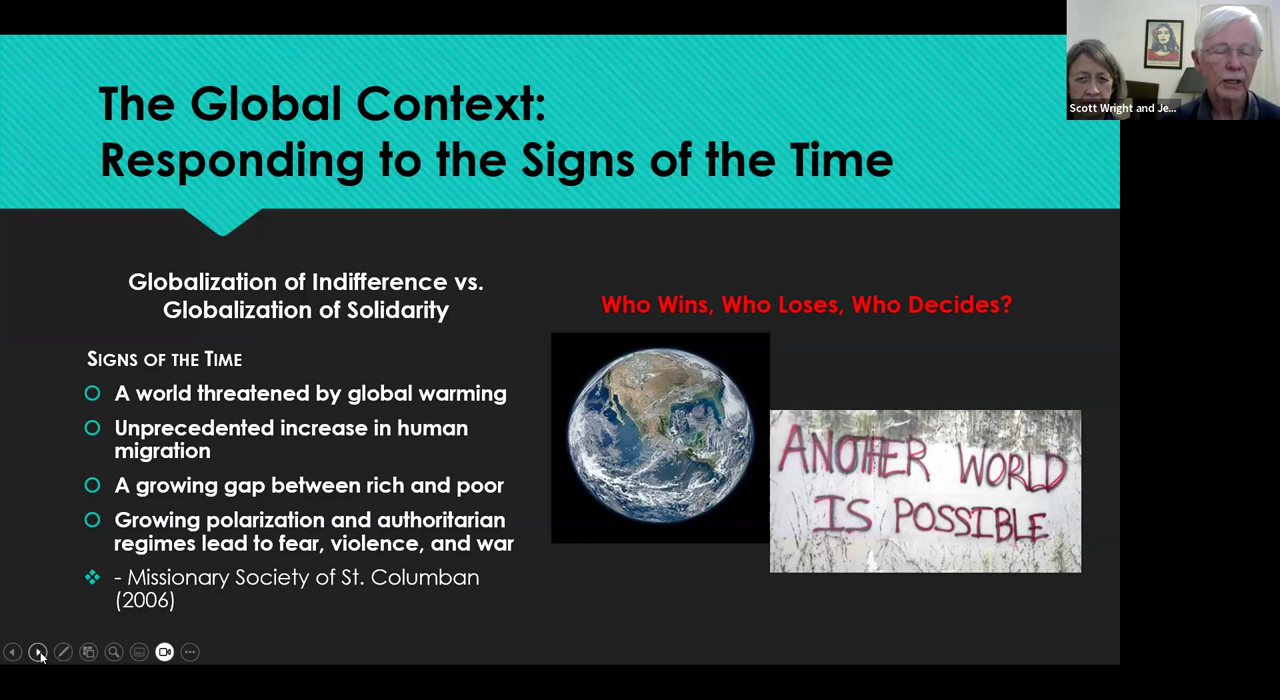 The Global Context:
Responding to the Signs of the Time
Scott Wright and Je...
Globalization of Indifference vs.
Globalization of Solidarity
Signs of the Time
A world threatened by global warming
Unprecedented increase in human
migration
A growing gap between rich and poor
Growing polarization and authoritarian
regimes lead to fear, violence, and war
- Missionary Society of St. Columban
(2006)
Who Wins, Who Loses, Who Decides?
ANOTHER WORLD
IS POSSIBLE